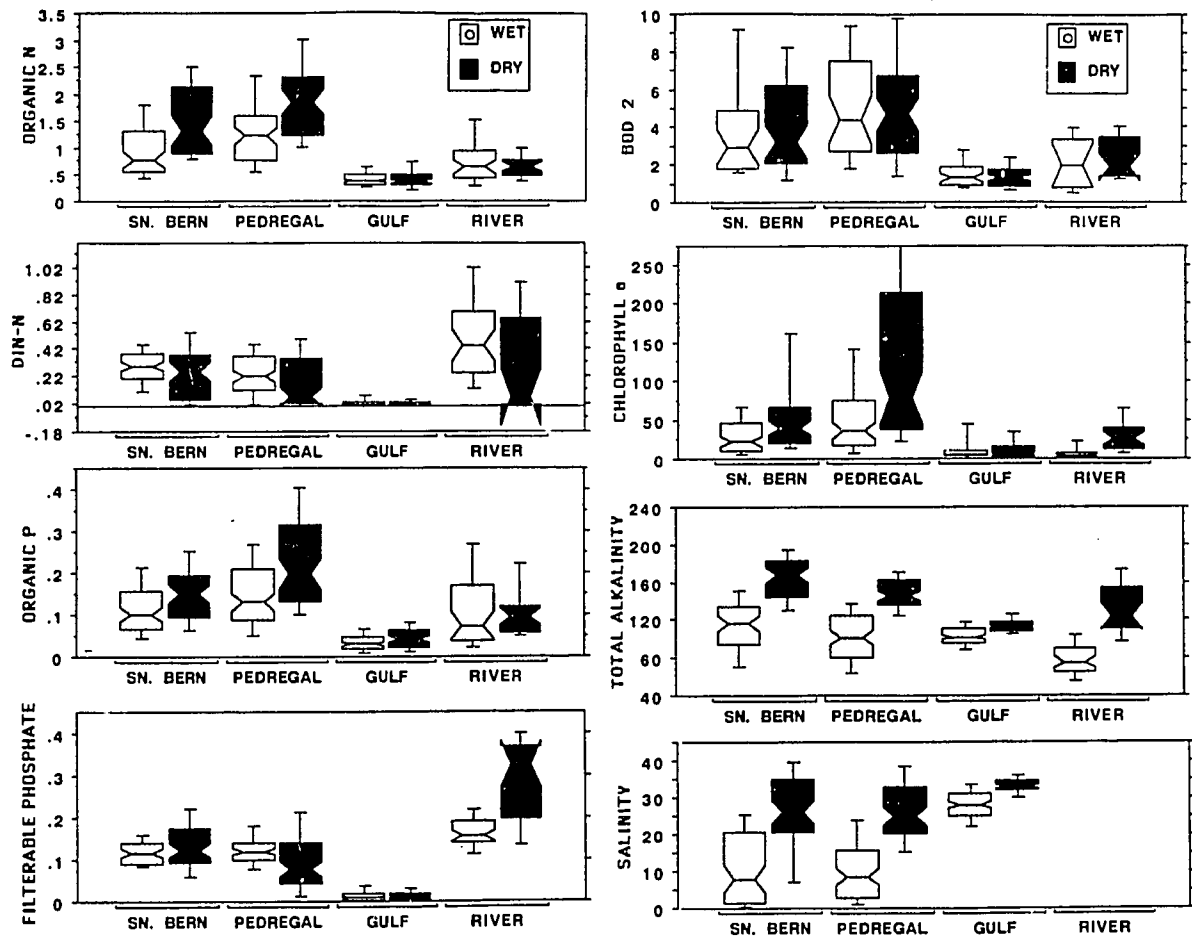 ORGANIC N
3.5
3
2.5
2
1.5
1
.5
0
WET
DRY
SN. BERN PEDREGAL GULF RIVER
BOD 2
10
8
6
4
2
0
WET
DRY
SN. BERN PEDREGAL GULF RIVER
DIN-N
1.02
.82
.62
.42
.22
.02
-.18
SN. BERN PEDREGAL GULF RIVER
CHLOROPHYLL a
250
200
150
100
50
0
SN. BERN PEDREGAL GULF RIVER
ORGANIC P
.4
.3
.2
.1
0
SN. BERN PEDREGAL GULF RIVER
TOTAL ALKALINITY
240
200
160
120
60
40
SN. BERN PEDREGAL GULF RIVER
FILTERABLE PHOSPHATE
.4
.3
.2
.1
0
SN. BERN PEDREGAL GULF RIVER
SALINITY
40
30
20
10
0
SN. BERN PEDREGAL GULF RIVER